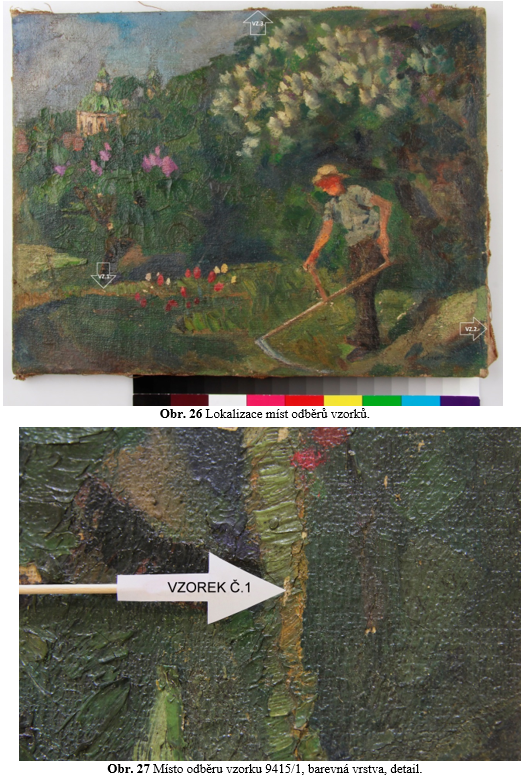 VZ.3
VZ.1
VZ.2
Obr. 26 Lokalizace míst odběrů vzorků.
VZOREK Č.1
Obr. 27 Místo odběru vzorku 9415/1, barevná vrstva, detail.